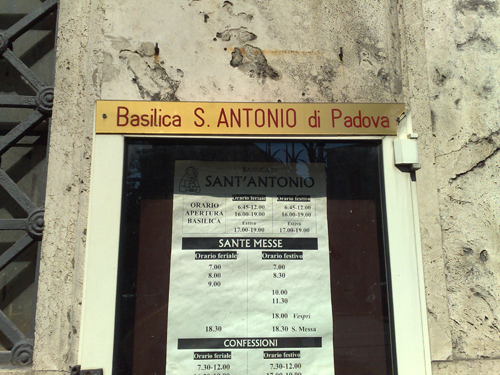 Basilica S. ANTONIO di Padova
BASILICA
SANT'ANTONIO
Orario feriale Orario festivo
ORARIO 6.45-12.00 6.45-12.00
APERTURA 16.00-19.00 16.00-19.00
BASILICA Estivo Estivo
17.00-19.00 17.00-19.00
SANTE MESSE
Orario feriale Orario festivo
7.00 7.00
8.00 8.30
9.00
10.00
11.30
18.00 Vespri
18.30 18.30 S. Messa
CONFESSIONI
Orario feriale Orario festivo
7.30-12.00 7.30-12.00